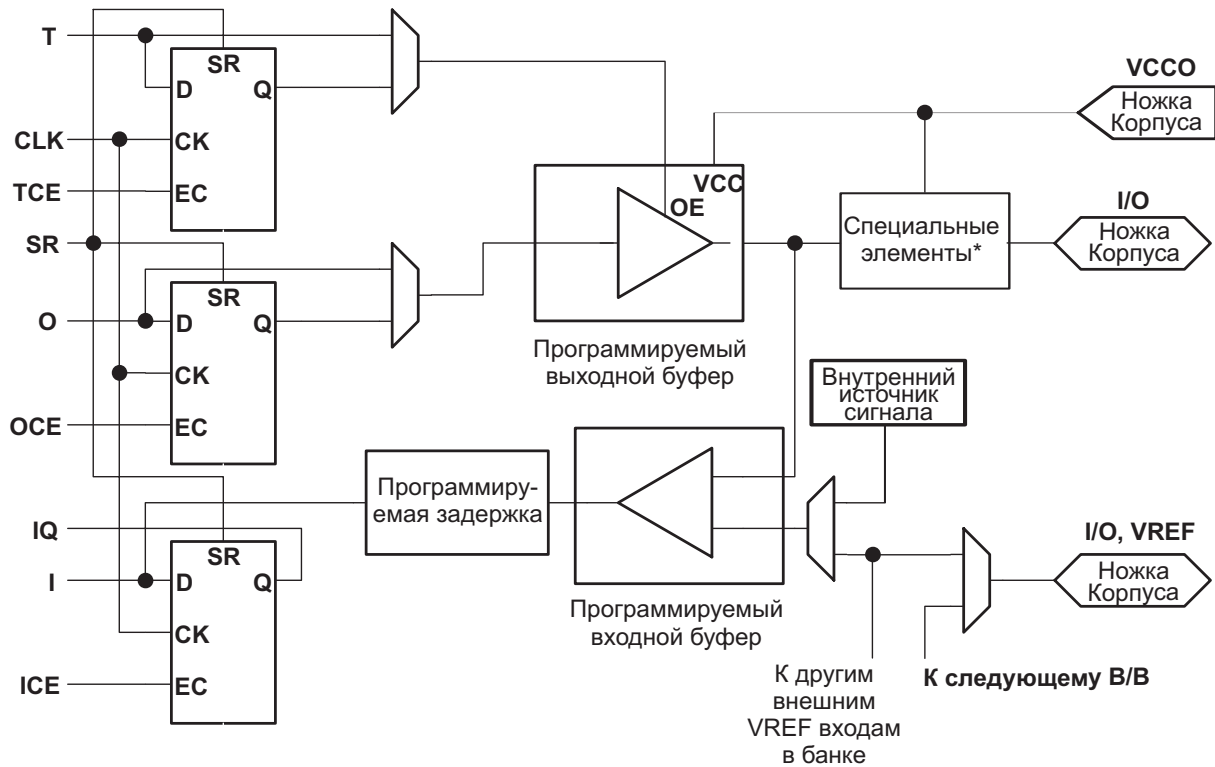 T
SR
D
Q
CLK
CK
TCE
EC
SR
SR
O
D
Q
CK
OCE
EC
IQ
SR
I
D
Q
CK
ICE
EC
VCC
OE
Программируемый
выходной буфер
VCCO
Ножка
Корпуса
I/O
Специальные
элементы*
Ножка
Корпуса
Внутренний
источник
сигнала
Программиру-
емая задержка
Программируемый
входной буфер
I/O, VREF
Ножка
Корпуса
К другим
внешним
VREF входам
в банке
К следующему В/В